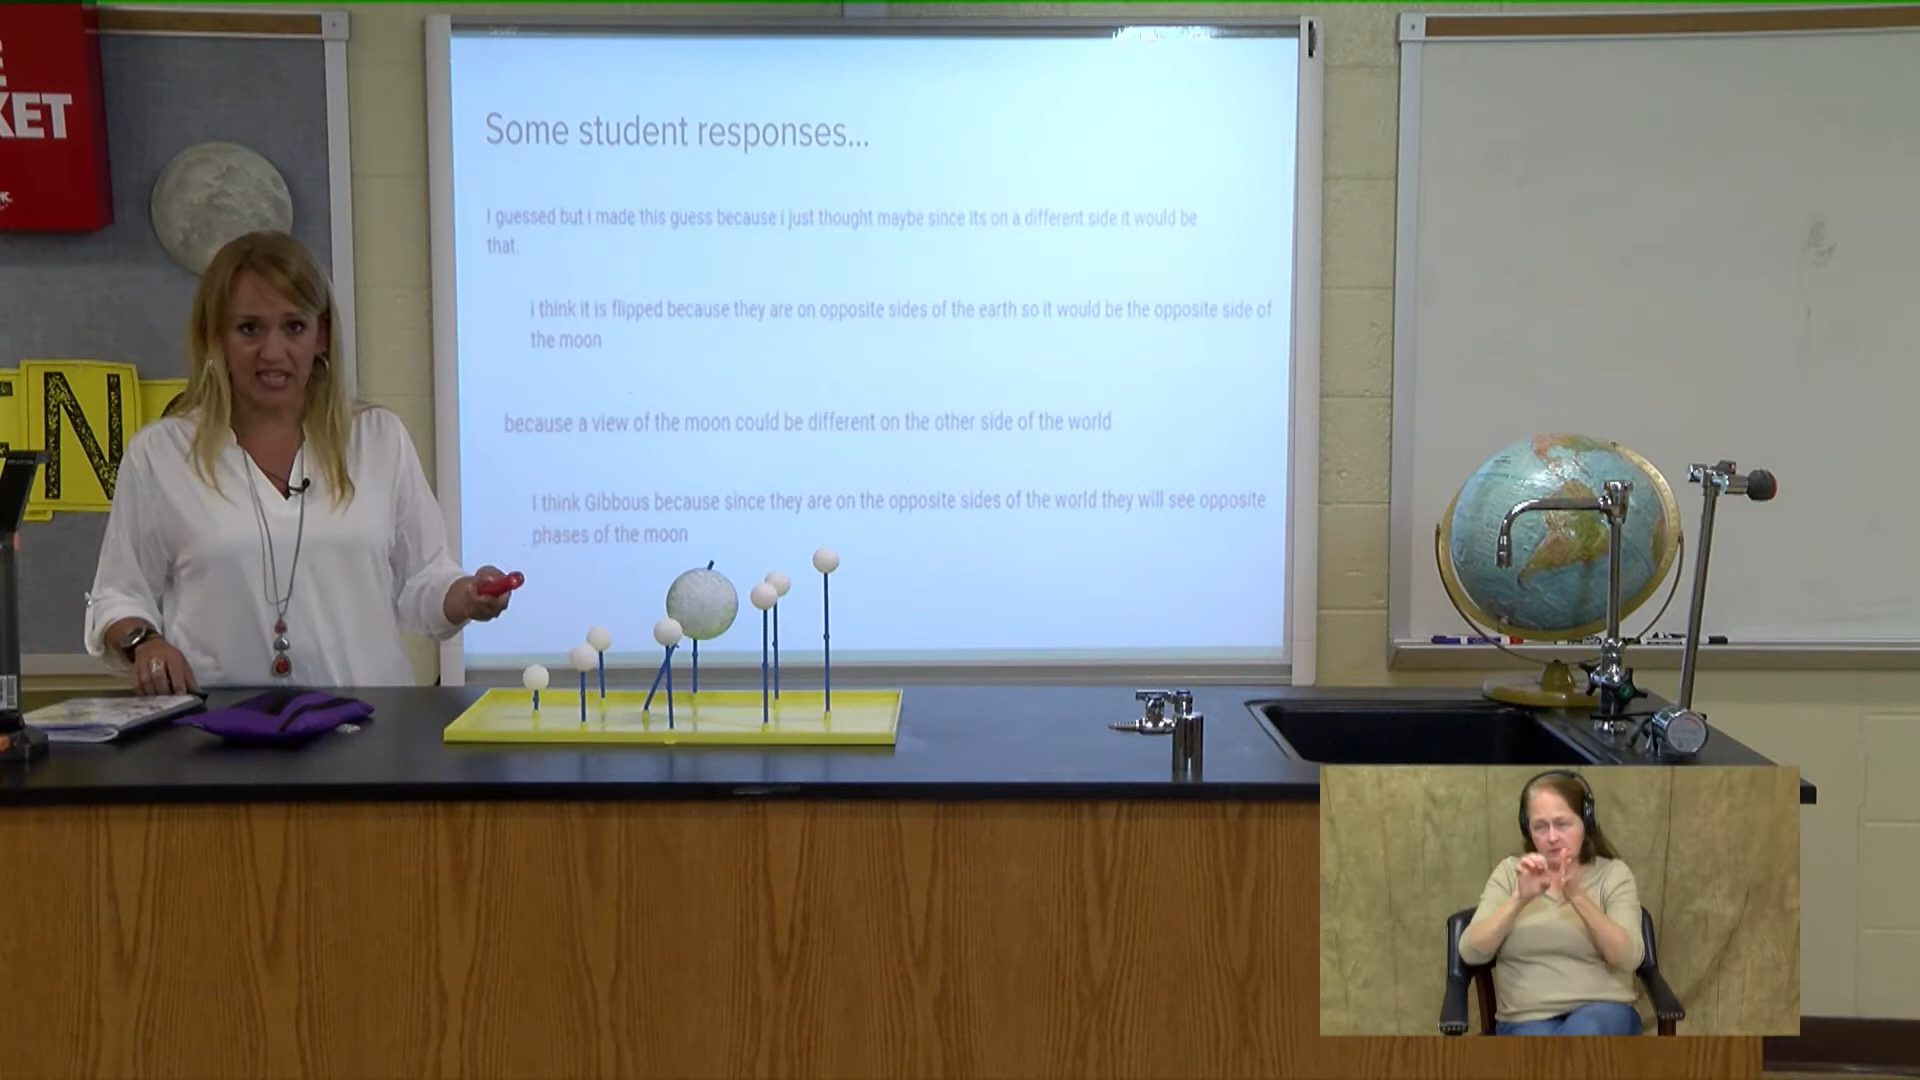 KET
N
Some student responses...
I guessed but i made this guess because i just thought maybe since its on a different side it would be
that.
I think it is flipped because they are on opposite sides of the earth so it would be the opposite side of
the moon
because a view of the moon could be different on the other side of the world
I think Gibbous because since they are on the opposite sides of the world they will see opposite
phases of the moon